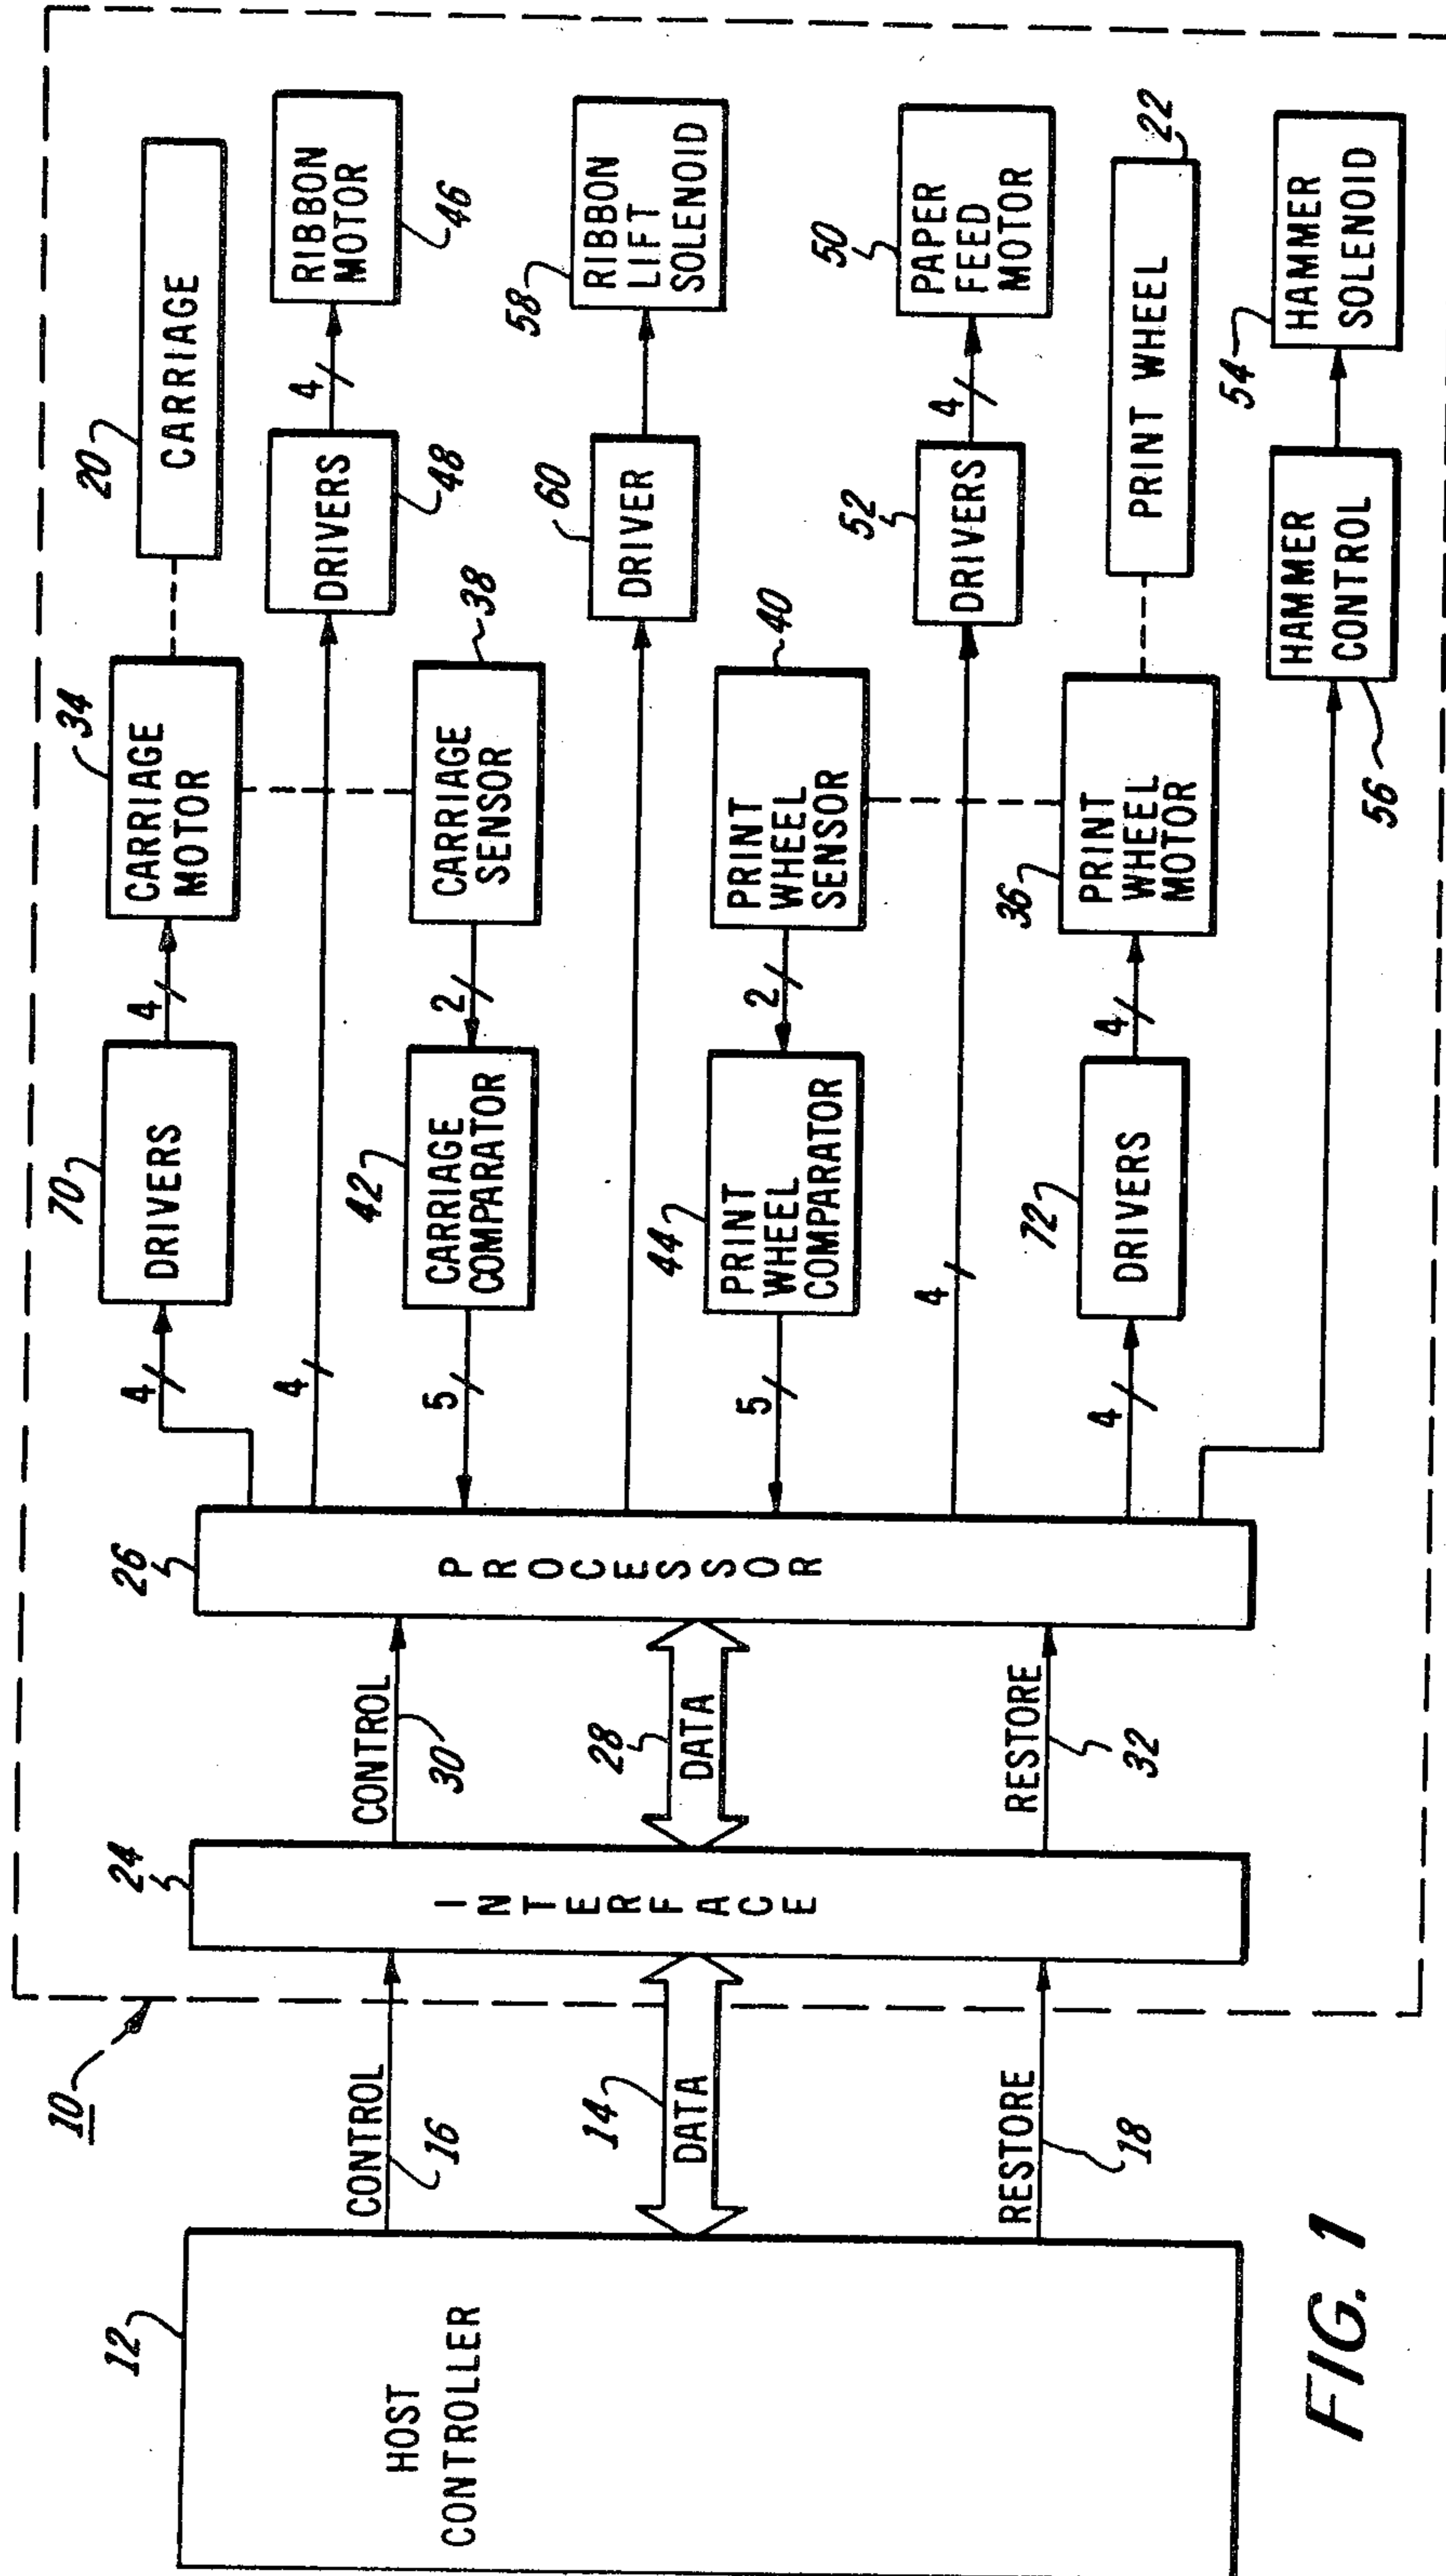 10
12
HOST
CONTROLLER
CONTROL
16
14
DATA
RESTORE
18
24
INTERFACE
CONTROL
30
28
DATA
RESTORE
32
26
PROCESSOR
4
70
DRIVERS
4
34
CARRIAGE
MOTOR
20
CARRIAGE
4
DRIVERS
48
4
RIBBON
MOTOR
46
5
42
CARRIAGE
COMPARATOR
2
CARRIAGE
SENSOR
38
60
DRIVER
58
RIBBON
LIFT
SOLENOID
5
44
PRINT
WHEEL
COMPARATOR
2
PRINT
WHEEL
SENSOR
40
4
52
DRIVERS
4
50
PAPER
FEED
MOTOR
4
72
DRIVERS
4
36
PRINT
WHEEL
MOTOR
PRINT WHEEL
22
HAMMER
CONTROL
56
54
HAMMER
SOLENOID
FIG. 1